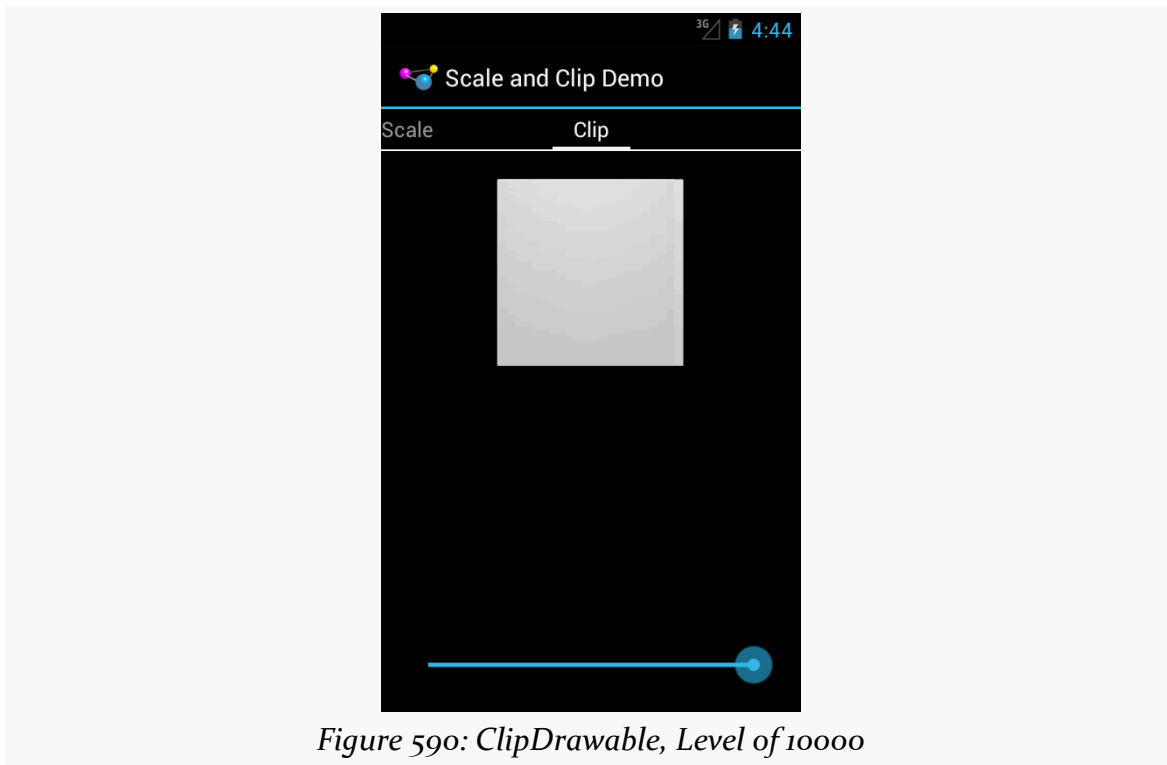 3G 4:44
Scale and Clip Demo
Scale Clip
Figure 590: ClipDrawable, Level of 10000